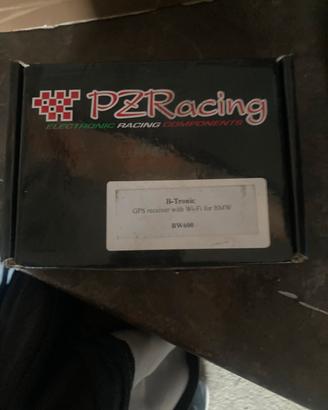 PZRacing
ELECTRONIC RACING COMPONENTS
B-Tronic
GPS receiver with Wi-Fi for BMW
BW600